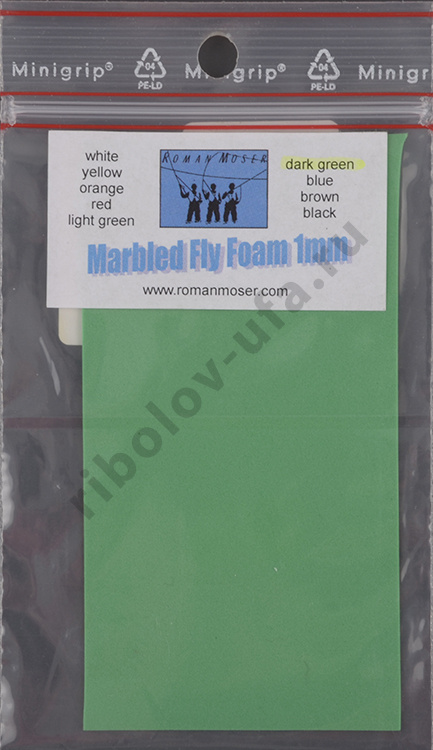 Minigrip® 04 PE-LD Minigrip® 04 PE-LD Minigri
white
yellow
orange
red
light green
ROMAN MOSER
dark green
blue
brown
black
Marbled Fly Foam 1mm
www.romanmoser.com
ribolov-ufa.ru